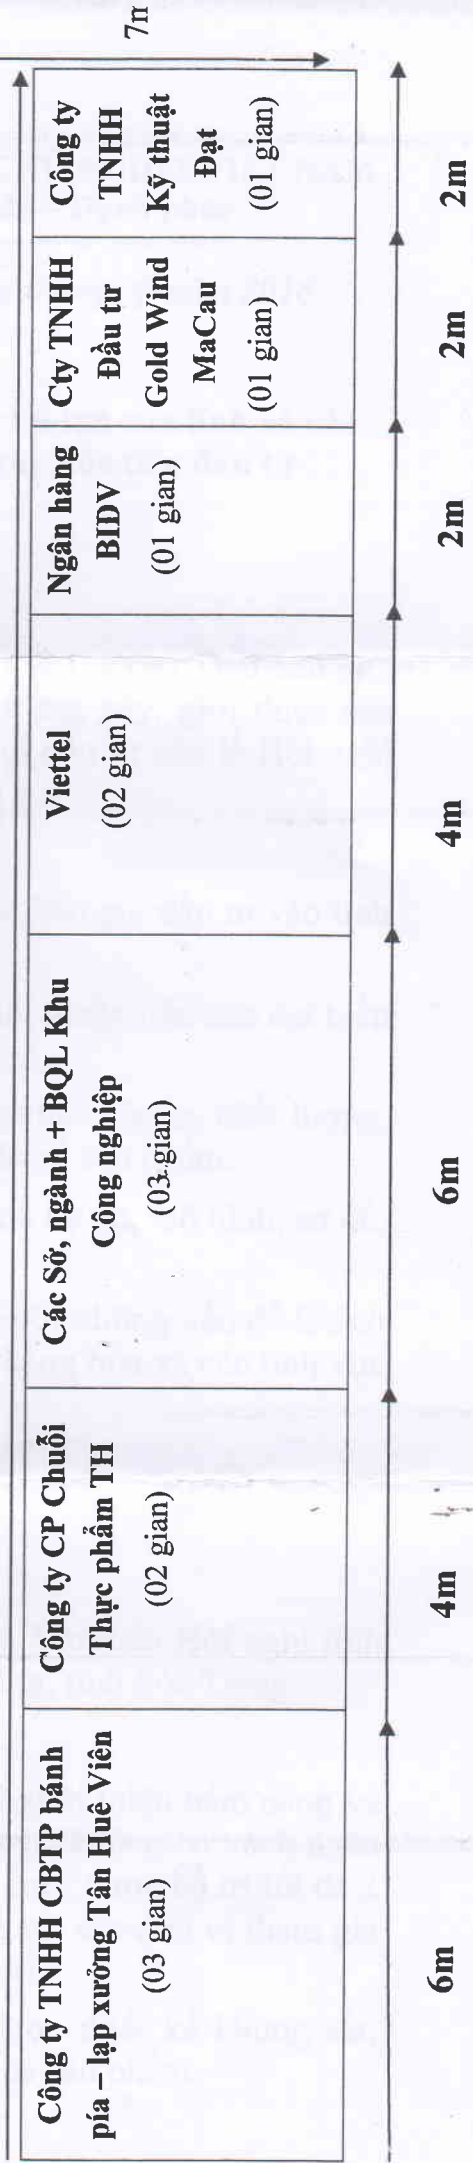 Công ty TNHH CBTP bánh
pía – lạp xưởng Tân Huê Viên
(03 gian)
Công ty CP Chuỗi
Thực phẩm TH
(02 gian)
Các Sở, ngành + BQL Khu
Công nghiệp
(03 gian)
Viettel
(02 gian)
Ngân hàng
BIDV
(01 gian)
Cty TNHH
Đầu tư
Gold Wind
MaCau
(01 gian)
Công ty
TNHH
Kỹ thuật
Đạt
(01 gian)
6m
4m
6m
4m
2m
2m
2m